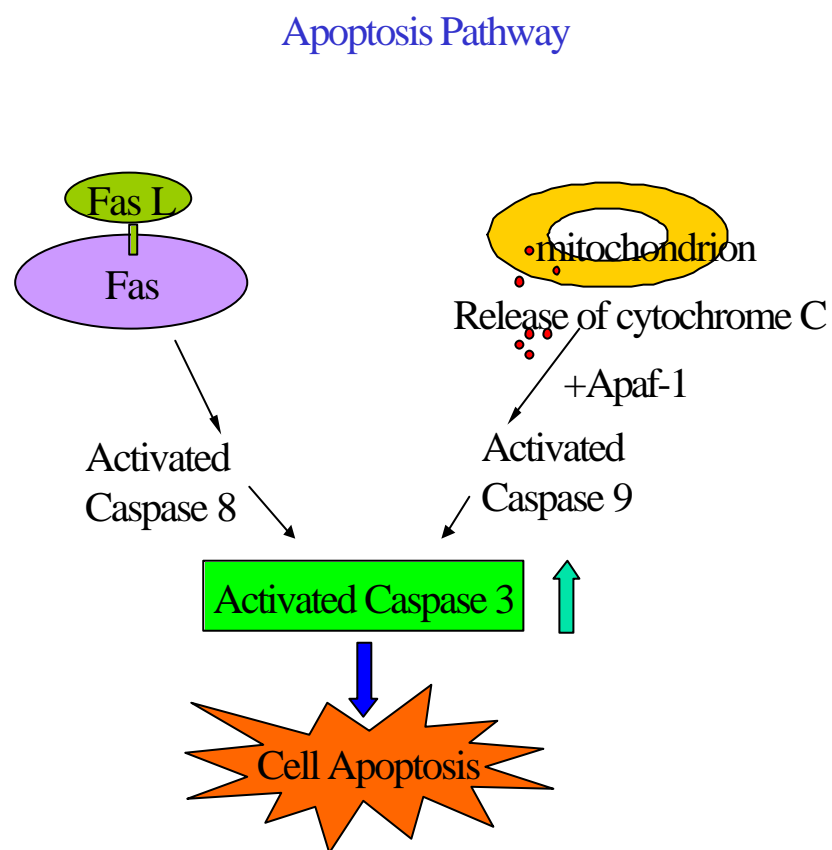 Apoptosis Pathway
Fas L
Fas
mitochondrion
Release of cytochrome C
+Apaf-1
Activated
Caspase 8
Activated
Caspase 9
Activated Caspase 3
Cell Apoptosis